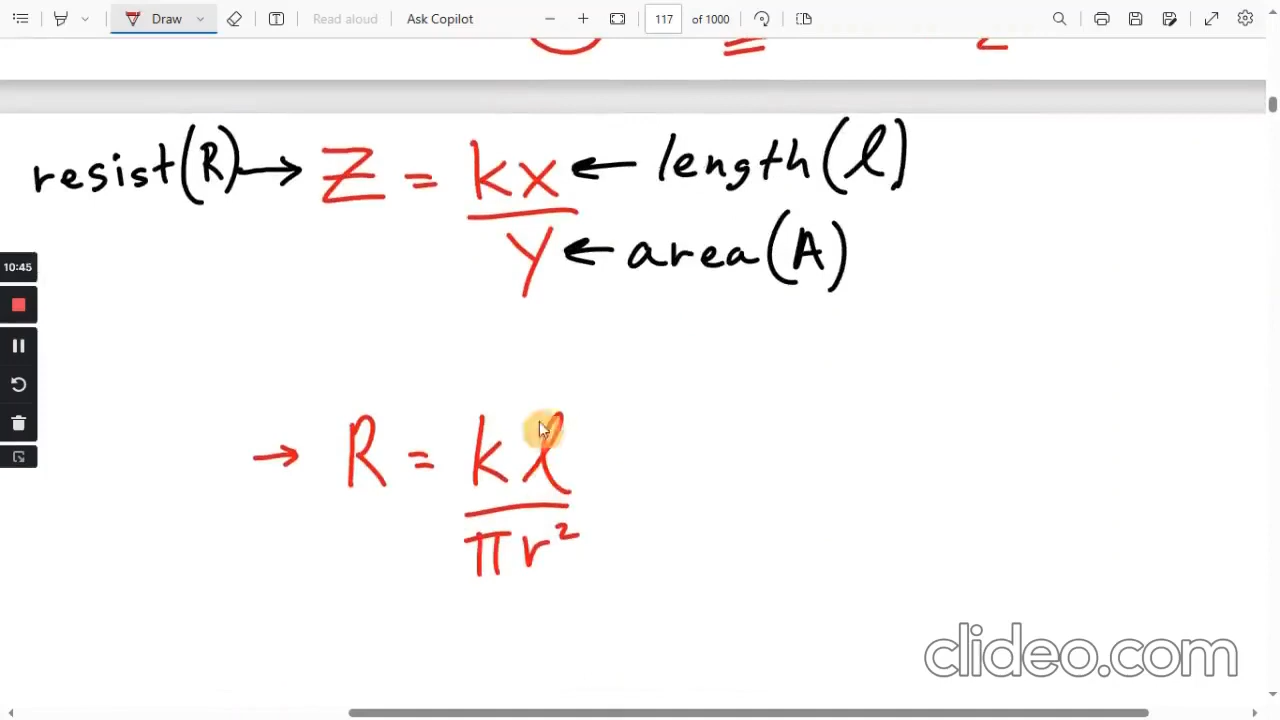 Draw
Read aloud
Ask Copilot
117 of 1000
resist(R)→ Z = kx ← length(l)
y ← area(A)
10:45
→ R = kl
πr²
clideo.com